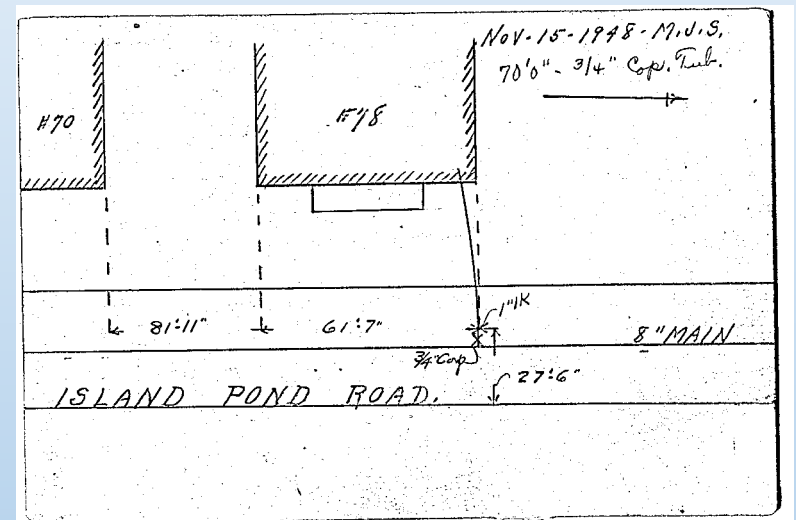 Nov-15-1948-M.J.S.
70'0" - 3/4" Cop. Tub.
#70
#78
1"K
81'-11"
61'-7"
8" MAIN
3/4" Corp
27'-6"
ISLAND POND ROAD.